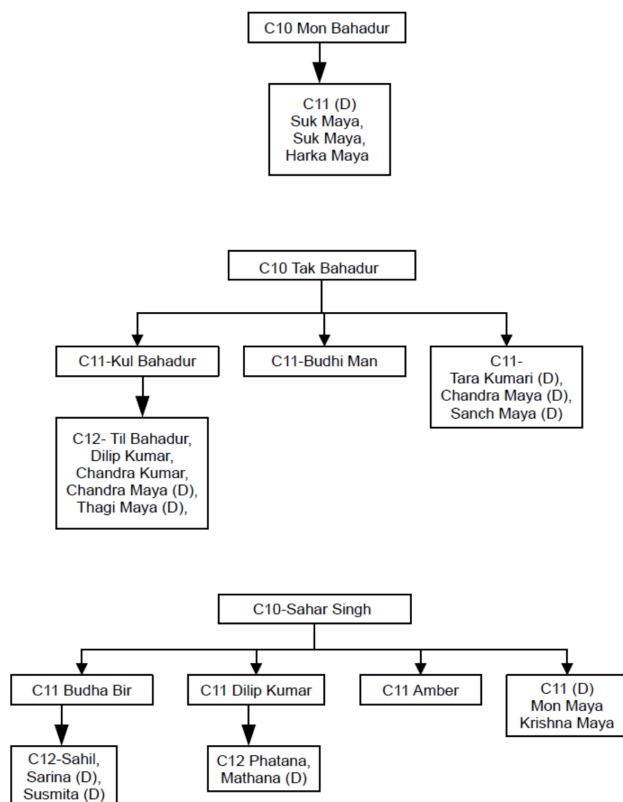 C10 Mon Bahadur
C11 (D)
Suk Maya,
Suk Maya,
Harka Maya
C10 Tak Bahadur
C11-Kul Bahadur
C11-Budhi Man
C11-
Tara Kumari (D),
Chandra Maya (D),
Sanch Maya (D)
C12- Til Bahadur,
Dilip Kumar,
Chandra Kumar,
Chandra Maya (D),
Thagi Maya (D),
C10-Sahar Singh
C11 Budha Bir
C11 Dilip Kumar
C11 Amber
C11 (D)
Mon Maya
Krishna Maya
C12-Sahil,
Sarina (D),
Susmita (D)
C12 Phatana,
Mathana (D)